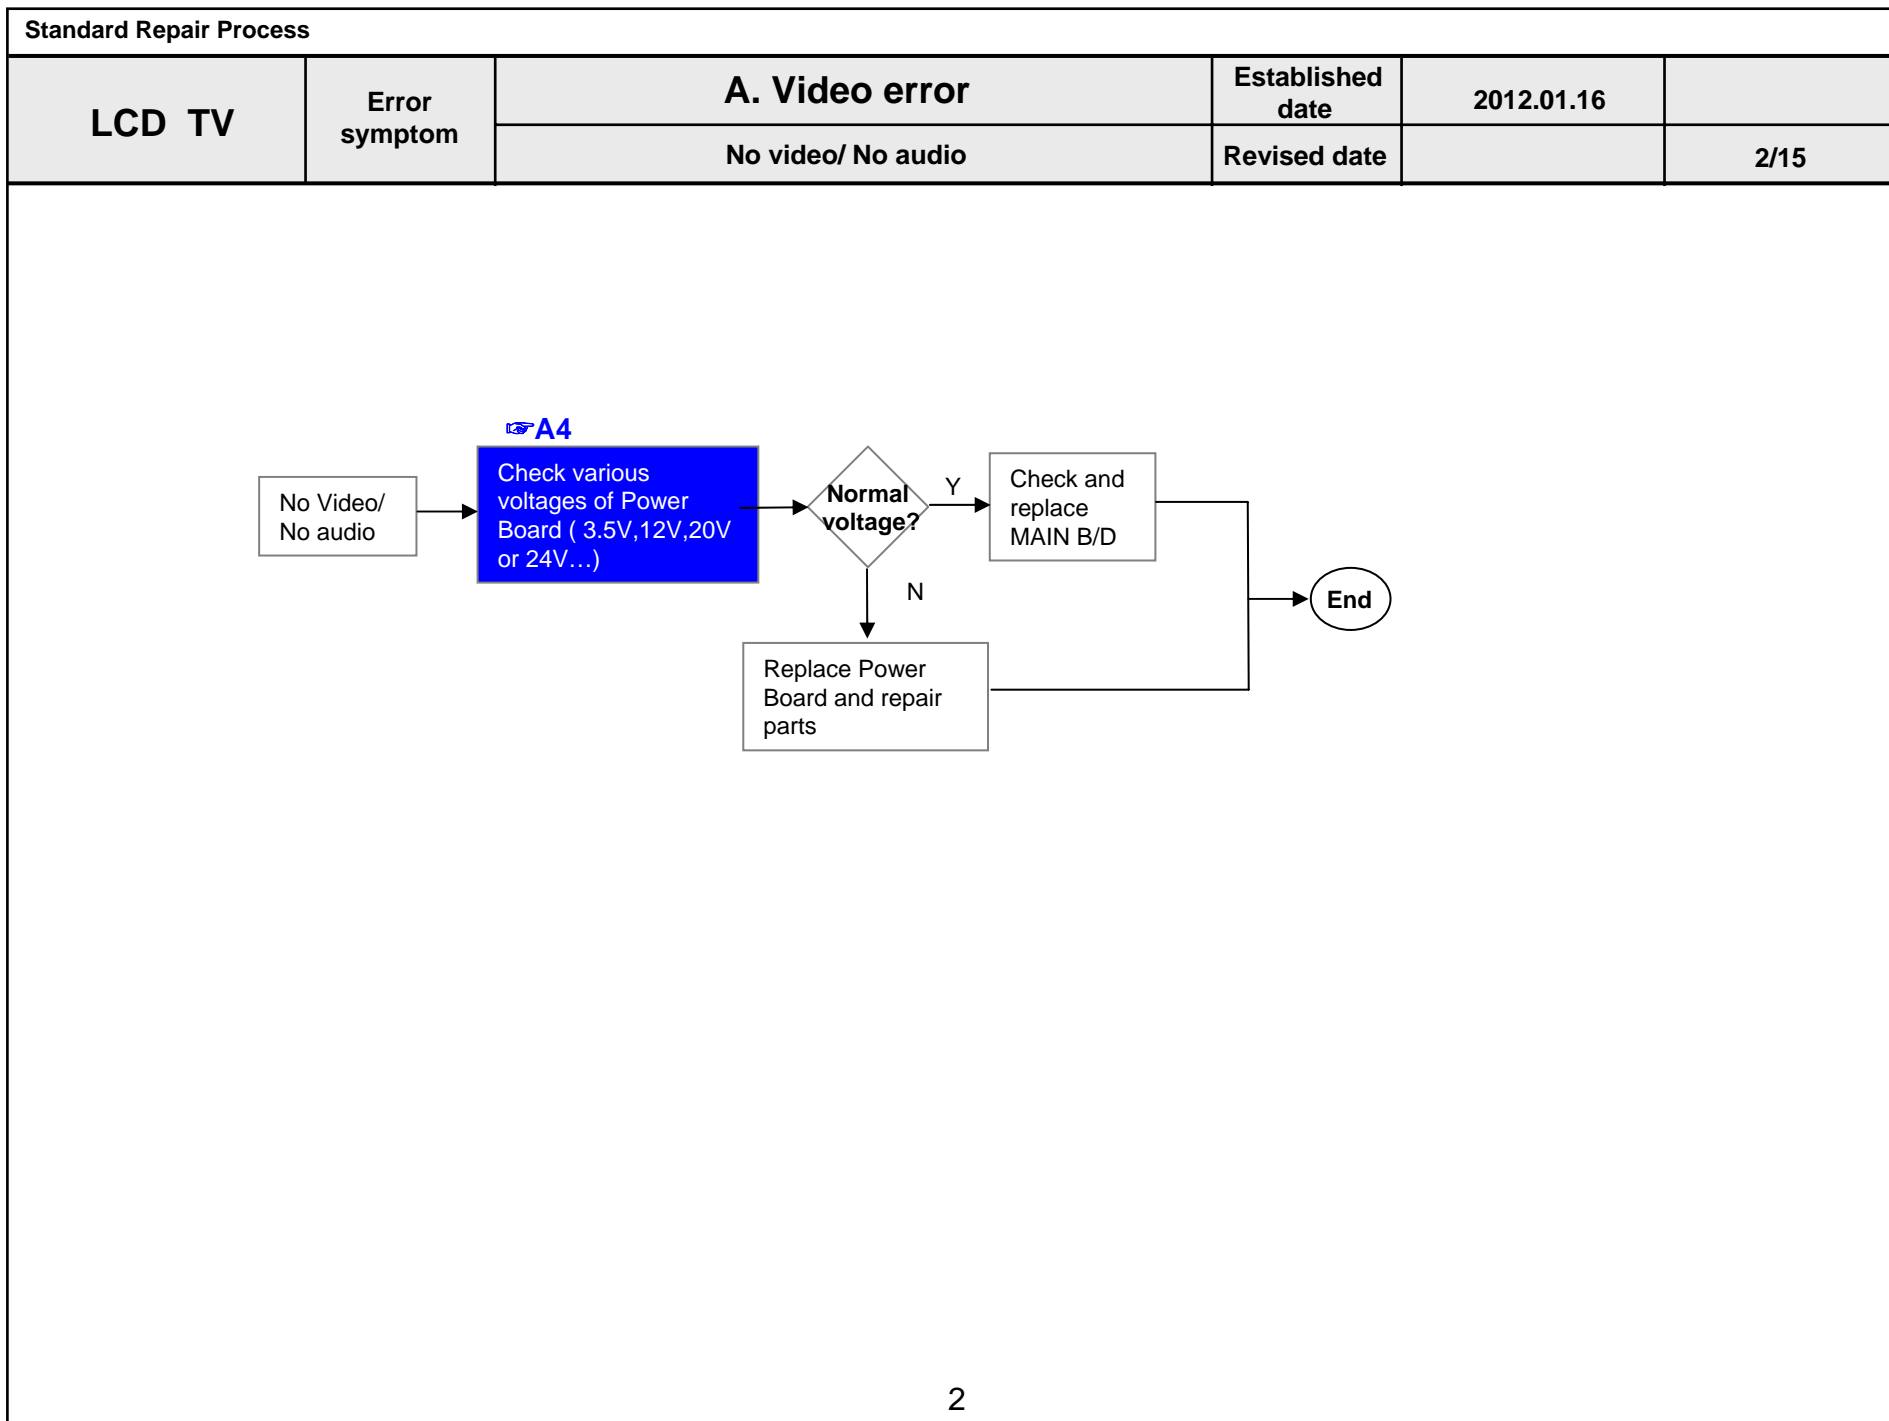 Standard Repair Process
LCD TV
Error
symptom
A. Video error
Established
date
2012.01.16
No video/ No audio
Revised date
2/15
☞A4
No Video/
No audio
Check various
voltages of Power
Board ( 3.5V,12V,20V
or 24V…)
Normal
voltage?
Y
Check and
replace
MAIN B/D
N
Replace Power
Board and repair
parts
End
2